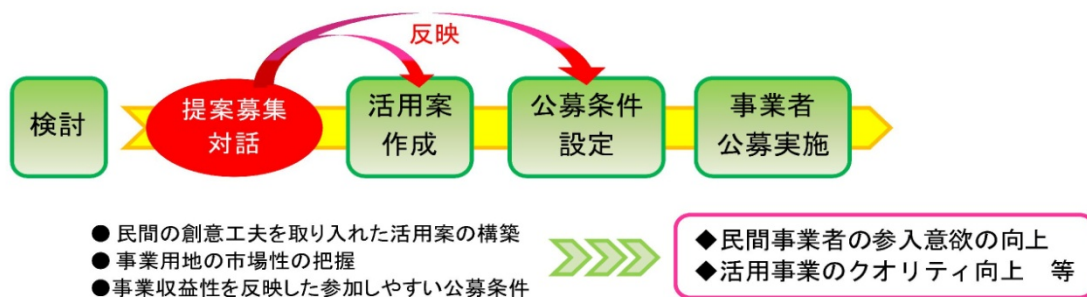 反映
検討
提案募集
対話
活用案
作成
公募条件
設定
事業者
公募実施
● 民間の創意工夫を取り入れた活用案の構築
● 事業用地の市場性の把握
●事業収益性を反映した参加しやすい公募条件
◆民間事業者の参入意欲の向上
◆活用事業のクオリティ向上　等